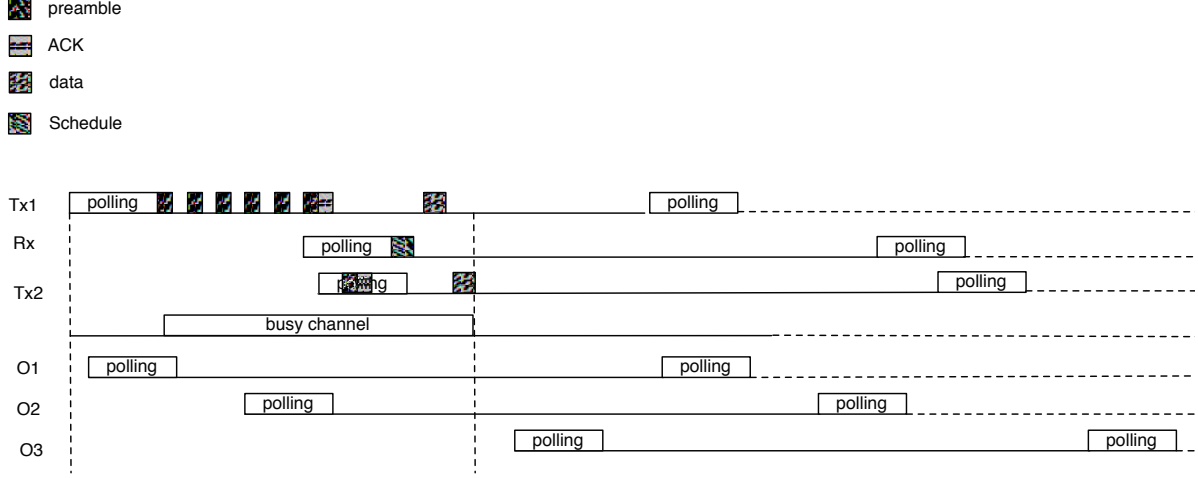 preamble
ACK
data
Schedule
Tx1 polling polling
Rx polling polling
Tx2 polling polling
busy channel
O1 polling polling
O2 polling polling
O3 polling polling